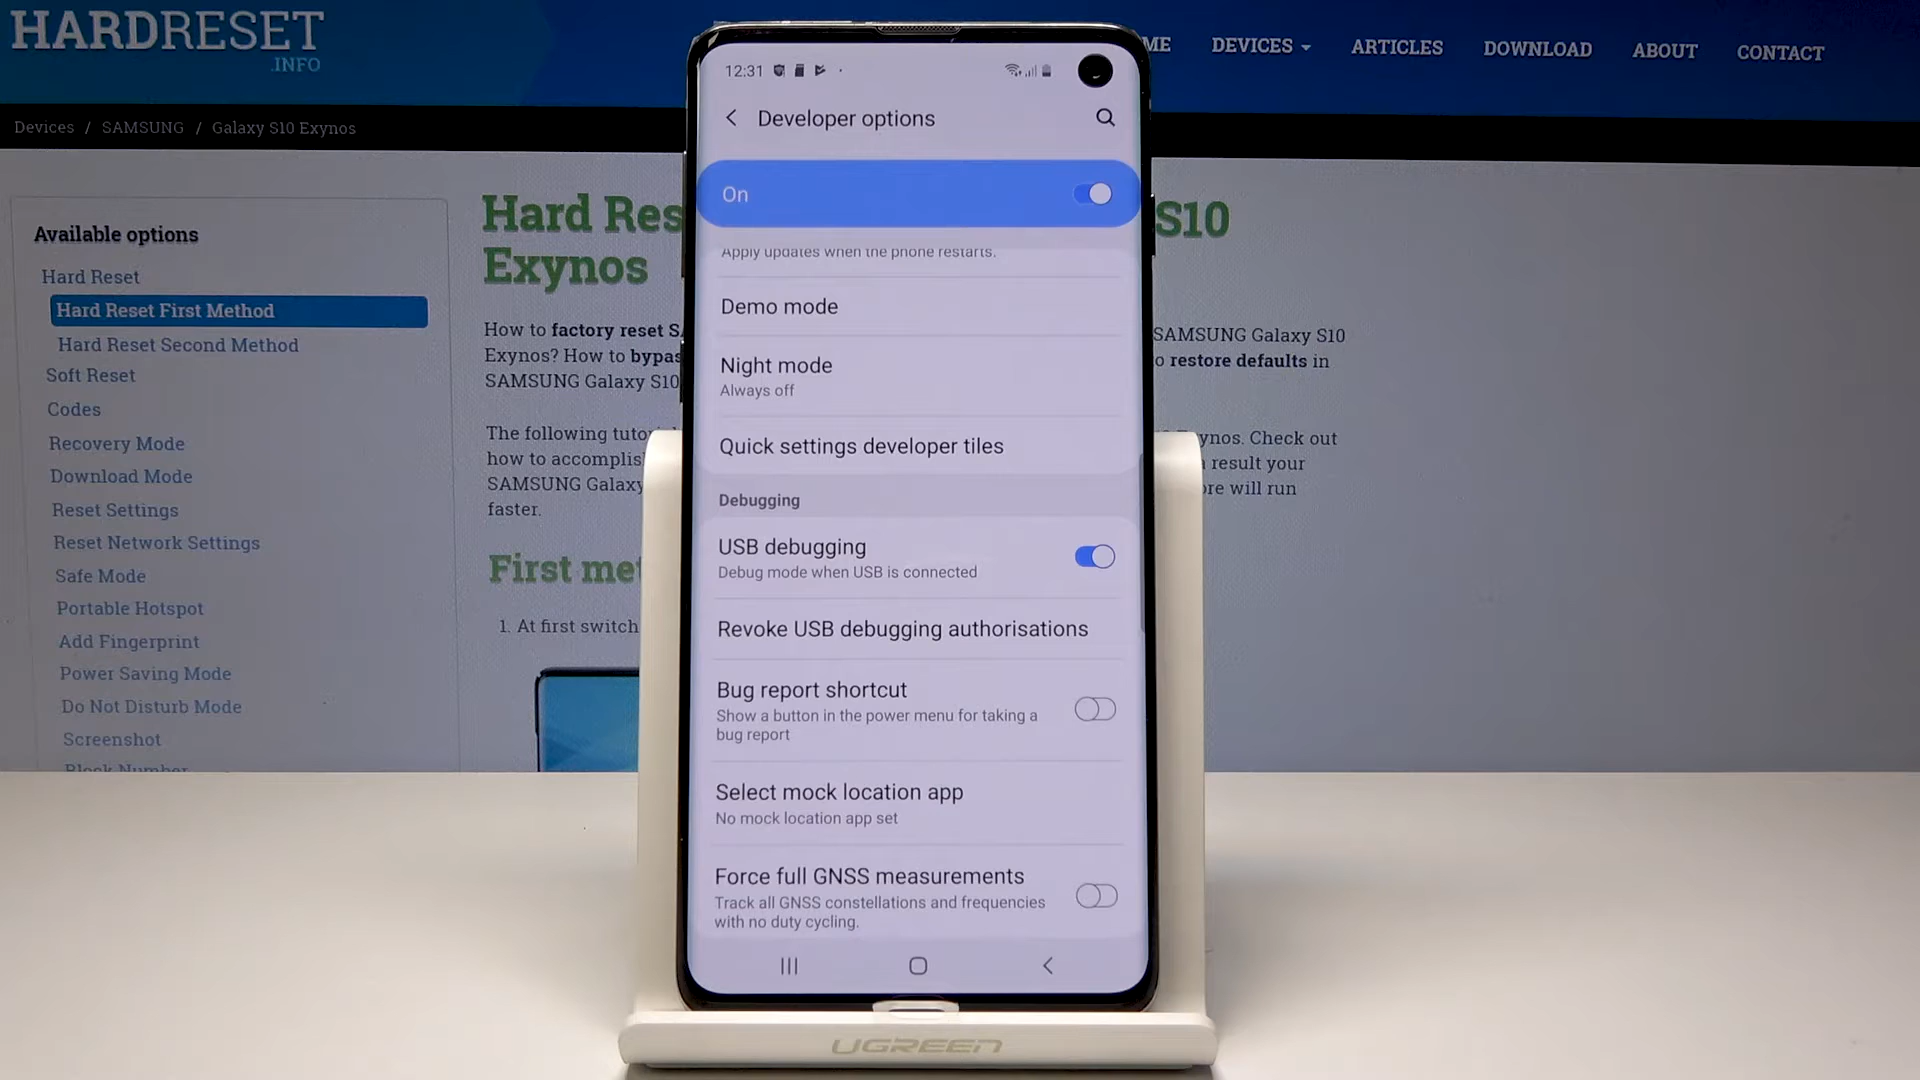 HARDRESET
.INFO
ME DEVICES ARTICLES DOWNLOAD ABOUT CONTACT
Devices / SAMSUNG / Galaxy S10 Exynos
Available options
Hard Reset
Hard Reset First Method
Hard Reset Second Method
Soft Reset
Codes
Recovery Mode
Download Mode
Reset Settings
Reset Network Settings
Safe Mode
Portable Hotspot
Add Fingerprint
Power Saving Mode
Do Not Disturb Mode
Screenshot
Block Number
Hard Res S10
Exynos
How to factory reset SA SAMSUNG Galaxy S10
Exynos? How to bypas o restore defaults in
SAMSUNG Galaxy S10
The following tuto ynos. Check out
how to accomplis result your
SAMSUNG Galaxy re will run
faster.
First met
1. At first switch
12:31
Developer options
On
Apply updates when the phone restarts.
Demo mode
Night mode
Always off
Quick settings developer tiles
Debugging
USB debugging
Debug mode when USB is connected
Revoke USB debugging authorisations
Bug report shortcut
Show a button in the power menu for taking a
bug report
Select mock location app
No mock location app set
Force full GNSS measurements
Track all GNSS constellations and frequencies
with no duty cycling.
UGREEN